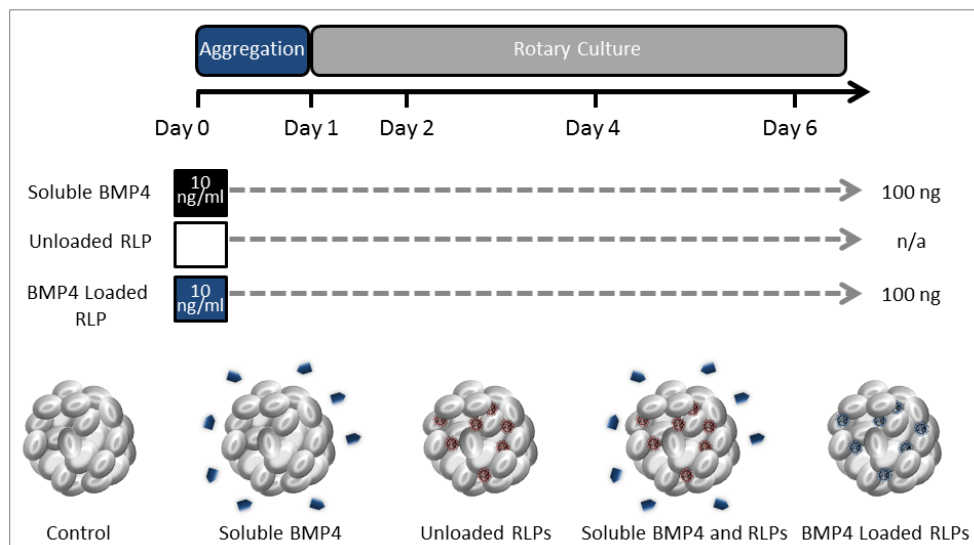 Aggregation
Rotary Culture
Day 0
Day 1
Day 2
Day 4
Day 6
Soluble BMP4
10
ng/ml
100 ng
Unloaded RLP
n/a
BMP4 Loaded
RLP
10
ng/ml
100 ng
Control
Soluble BMP4
Unloaded RLPs
Soluble BMP4 and RLPs
BMP4 Loaded RLPs